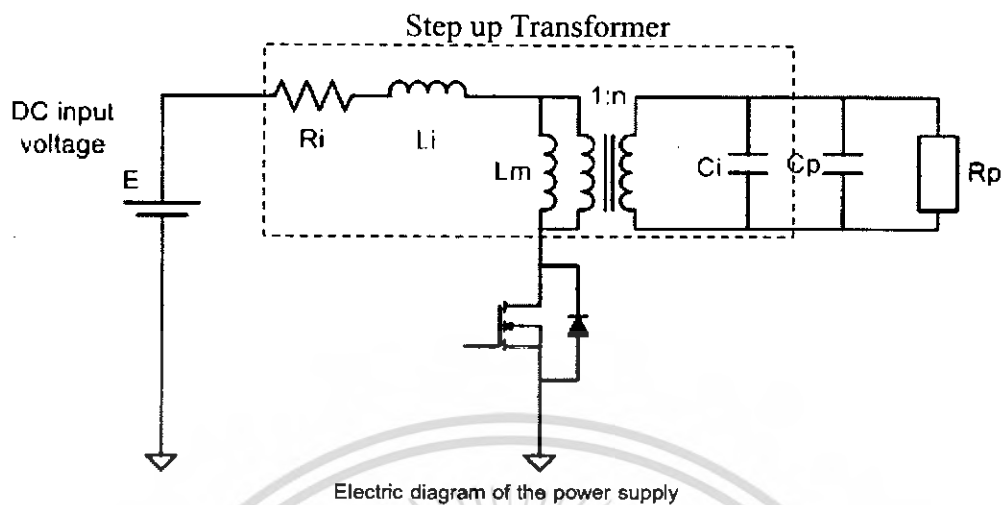 Step up Transformer
DC input
voltage
E
Ri
Li
Lm
1:n
Ci
Cp
Rp
Electric diagram of the power supply